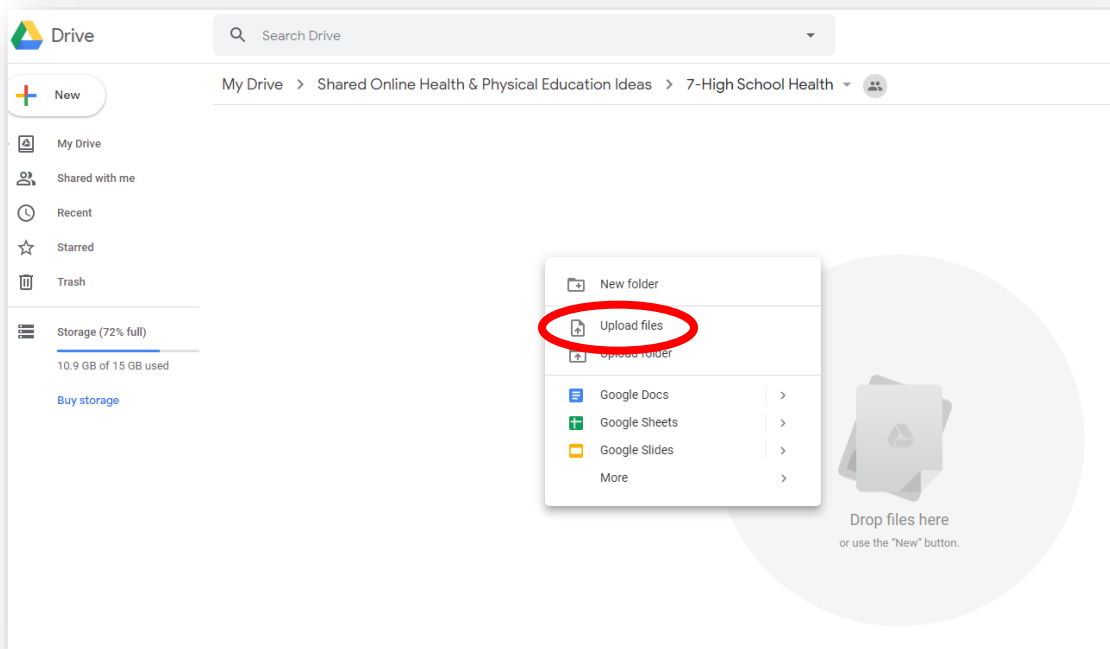 Drive
Search Drive
New
My Drive > Shared Online Health & Physical Education Ideas > 7-High School Health
My Drive
Shared with me
Recent
Starred
Trash
Storage (72% full)
10.9 GB of 15 GB used
Buy storage
New folder
Upload files
Upload folder
Google Docs
Google Sheets
Google Slides
More
Drop files here
or use the "New" button.